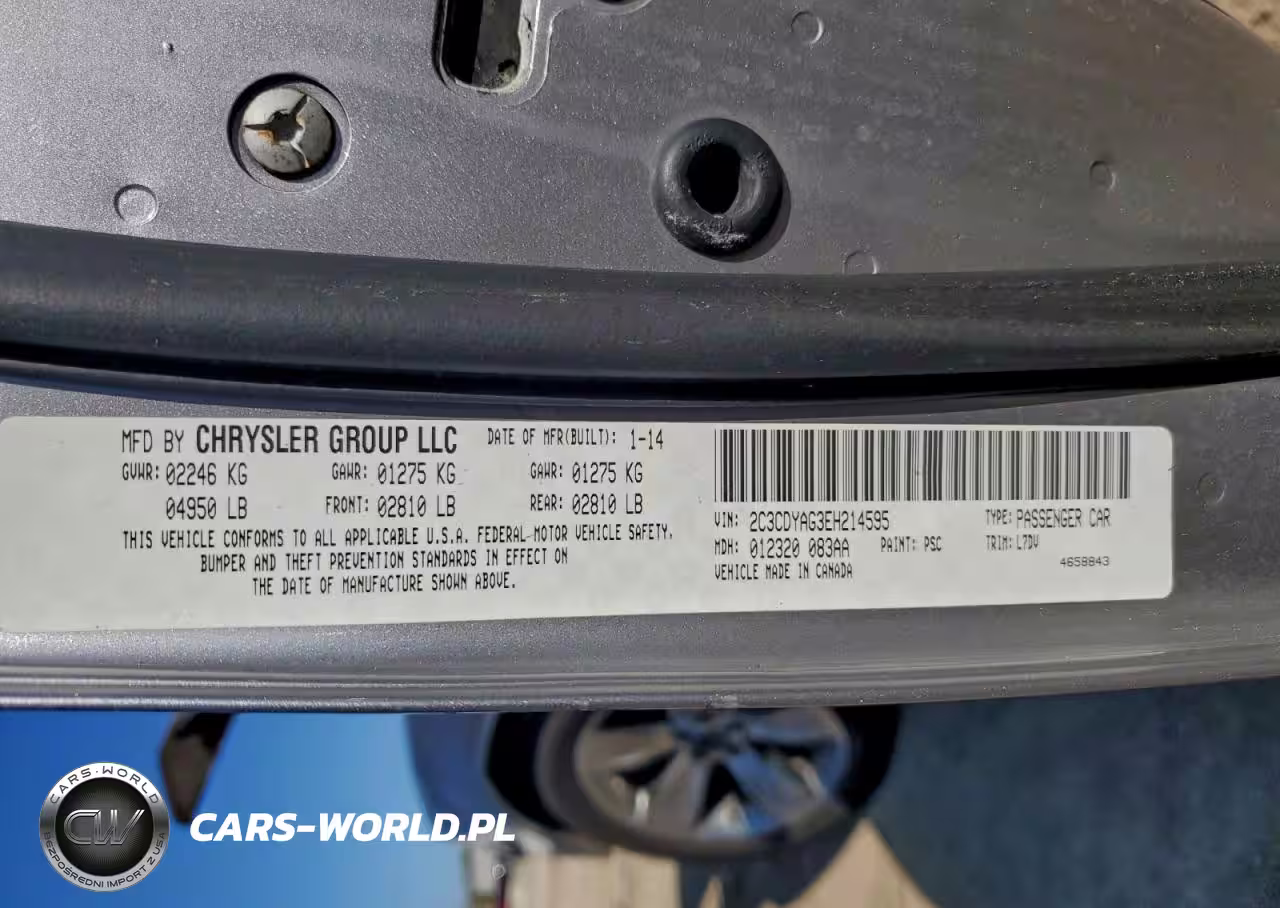 MFD BY CHRYSLER GROUP LLC DATE OF MFR(BUILT): 1-14
GVWR: 02246 KG GAWR: 01275 KG GAWR: 01275 KG
04950 LB FRONT: 02810 LB REAR: 02810 LB
THIS VEHICLE CONFORMS TO ALL APPLICABLE U.S.A. FEDERAL MOTOR VEHICLE SAFETY,
BUMPER AND THEFT PREVENTION STANDARDS IN EFFECT ON
THE DATE OF MANUFACTURE SHOWN ABOVE.
VIN: 2C3CDYAG3EH214595 TYPE: PASSENGER CAR
MDH: 012320 083AA PAINT: PSC TRIM: L7DV
VEHICLE MADE IN CANADA 4658843
CARS-WORLD
CW
BEZPOŚREDNI IMPORT Z USA
CARS-WORLD.PL